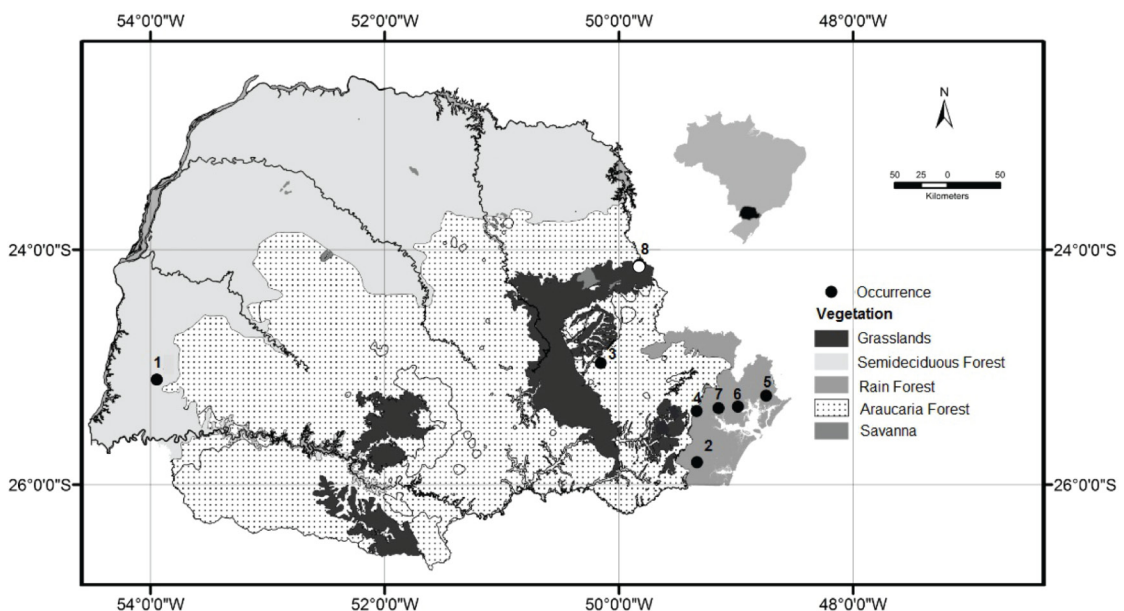 54°0'0"W 52°0'0"W 50°0'0"W 48°0'0"W
N
50 25 0 50
Kilometers
24°0'0"S 24°0'0"S
8
Occurrence
Vegetation
Grasslands
Semideciduous Forest
Rain Forest
Araucaria Forest
Savanna
1
3
5
4 7 6
2
26°0'0"S 26°0'0"S
54°0'0"W 52°0'0"W 50°0'0"W 48°0'0"W